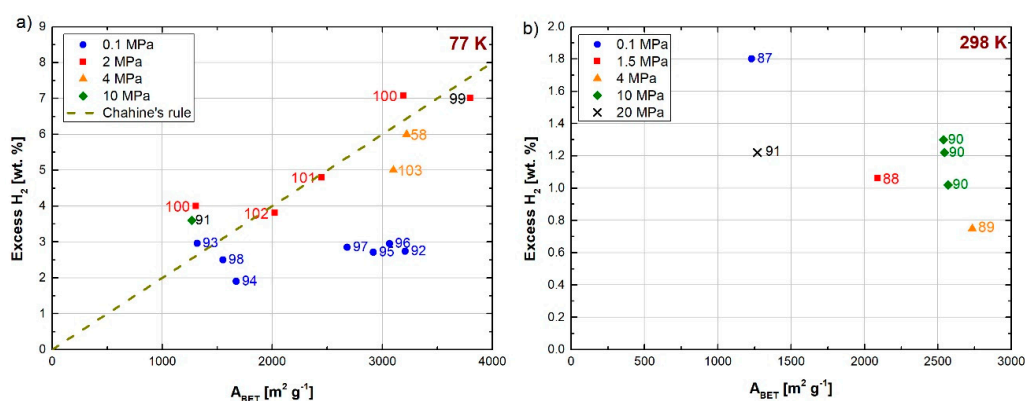 a)
77 K
0.1 MPa
2 MPa
4 MPa
10 MPa
Chahine's rule
100
99
58
103
101
100
102
91
93
98
94
97
95
96
92
9
8
7
6
5
4
3
2
1
0
0 1000 2000 3000 4000
Excess H₂ [wt. %]
A_BET [m² g⁻¹]
b)
298 K
0.1 MPa
1.5 MPa
4 MPa
10 MPa
20 MPa
87
91
88
90
90
90
89
2.0
1.8
1.6
1.4
1.2
1.0
0.8
0.6
0.4
0.2
0.0
0 500 1000 1500 2000 2500 3000
Excess H₂ [wt. %]
A_BET [m² g⁻¹]